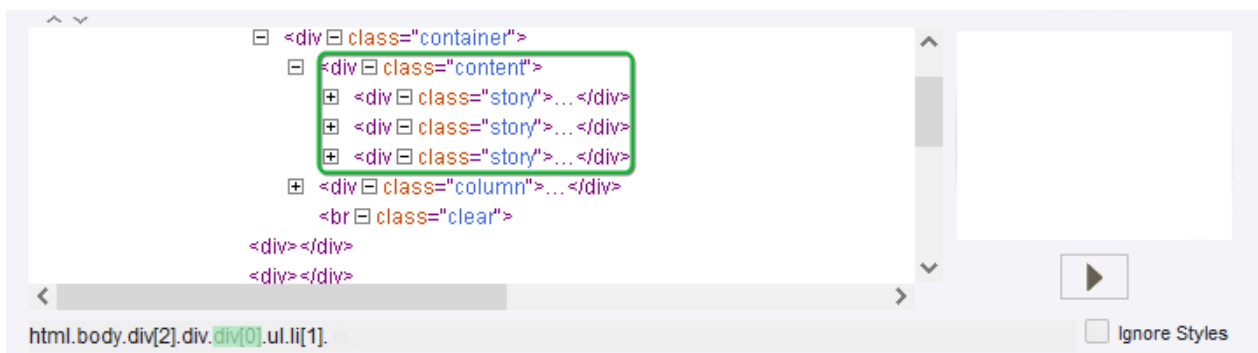 <div class="container">
<div class="content">
<div class="story">...</div>
<div class="story">...</div>
<div class="story">...</div>
<div class="column">...</div>
<br class="clear">
<div></div>
<div></div>
html.body.div[2].div.div[0].ul.li[1].
Ignore Styles